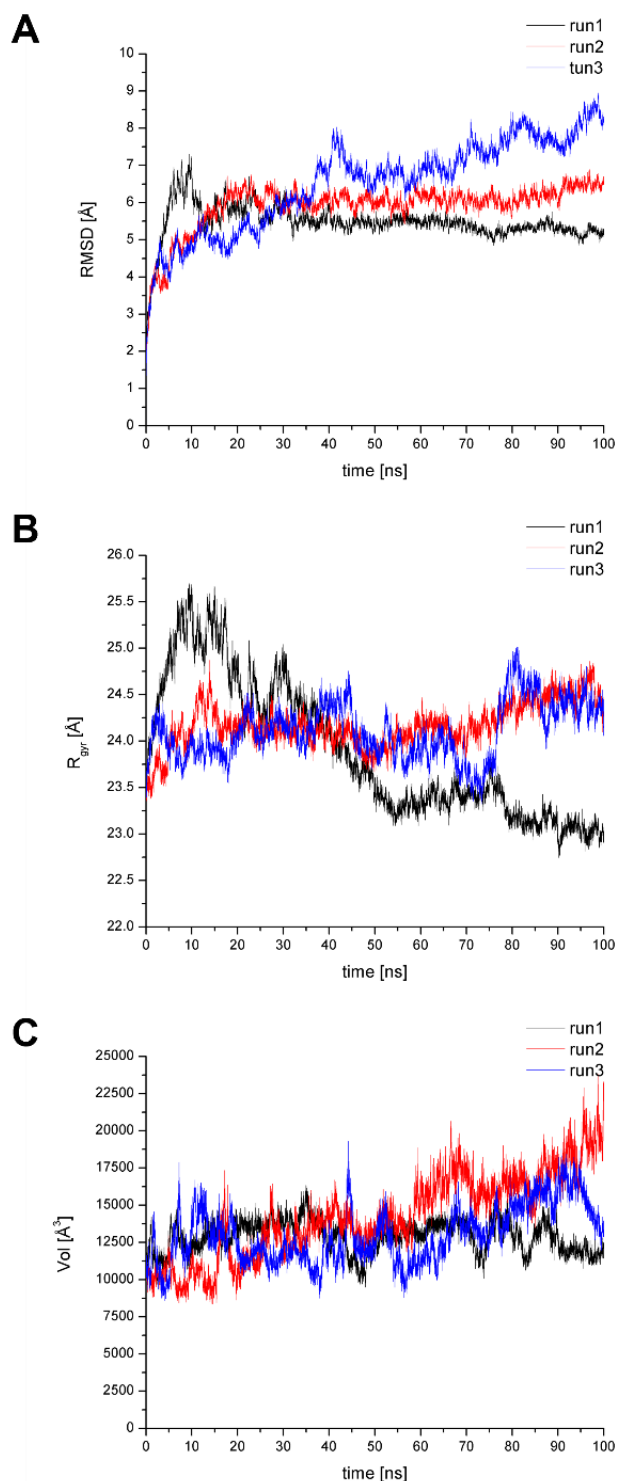 A
run1
run2
tun3
10
9
8
7
6
5
4
3
2
1
0
RMSD [Å]
0 10 20 30 40 50 60 70 80 90 100
time [ns]
B
run1
run2
run3
26.0
25.5
25.0
24.5
24.0
23.5
23.0
22.5
22.0
Rgyr [Å]
0 10 20 30 40 50 60 70 80 90 100
time [ns]
C
run1
run2
run3
25000
22500
20000
17500
15000
12500
10000
7500
5000
2500
0
Vol [Å³]
0 10 20 30 40 50 60 70 80 90 100
time [ns]